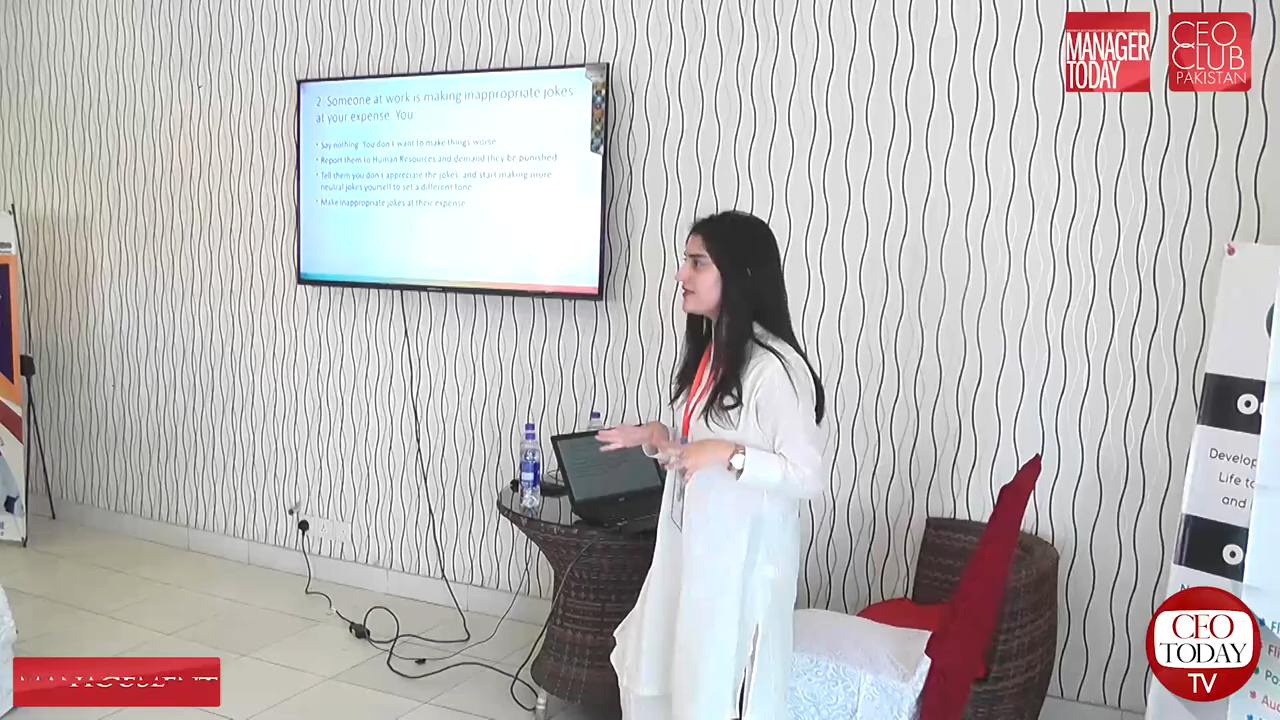 MANAGER
TODAY
CEO
CLUB
PAKISTAN
2. Someone at work is making inappropriate jokes
at your expense. You
• Say nothing. You don't want to make things worse
• Report them to Human Resources and demand they be punished
• Tell them you don't appreciate the jokes, and start making more
neutral jokes yourself to set a different tone
• Make inappropriate jokes at their expense
Develop
Life to
and
CEO
TODAY
TV